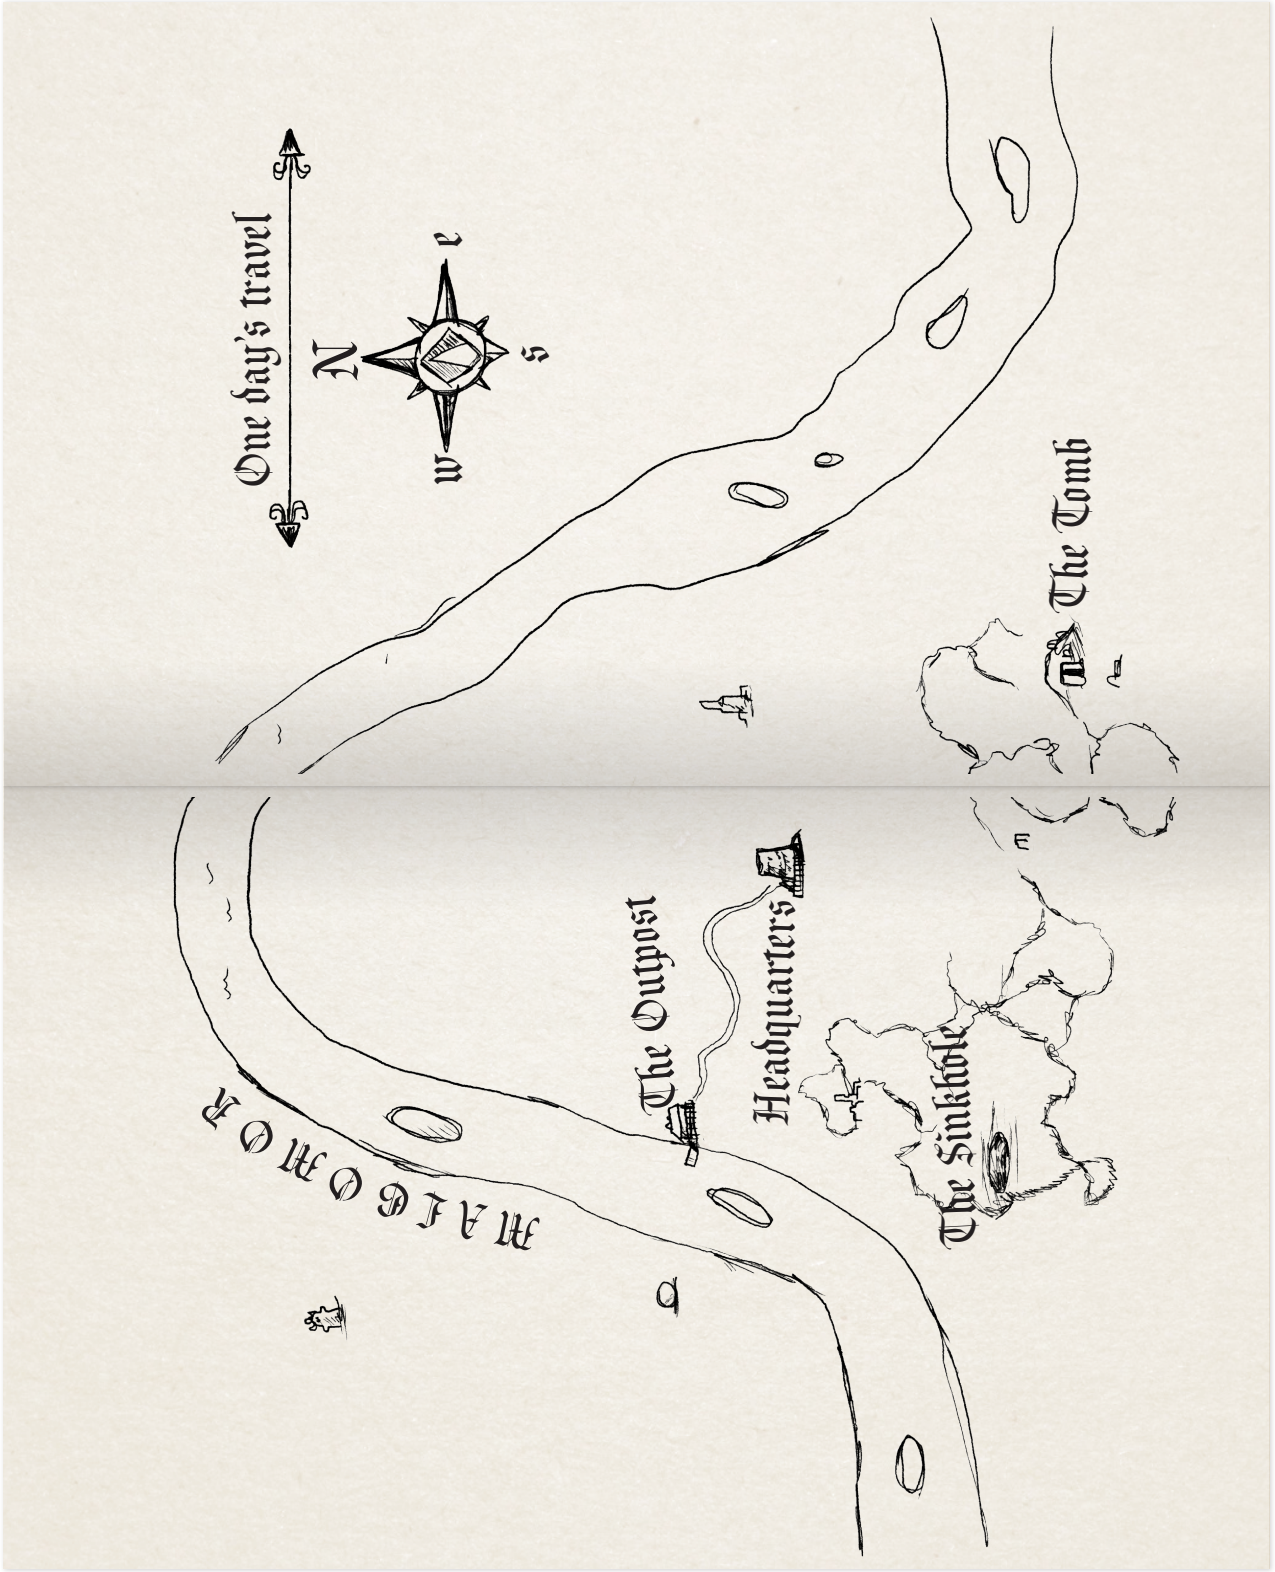 MALGOMOR
One day's travel
N
w
e
s
The Outpost
Headquarters
The Sinkhole
The Tomb